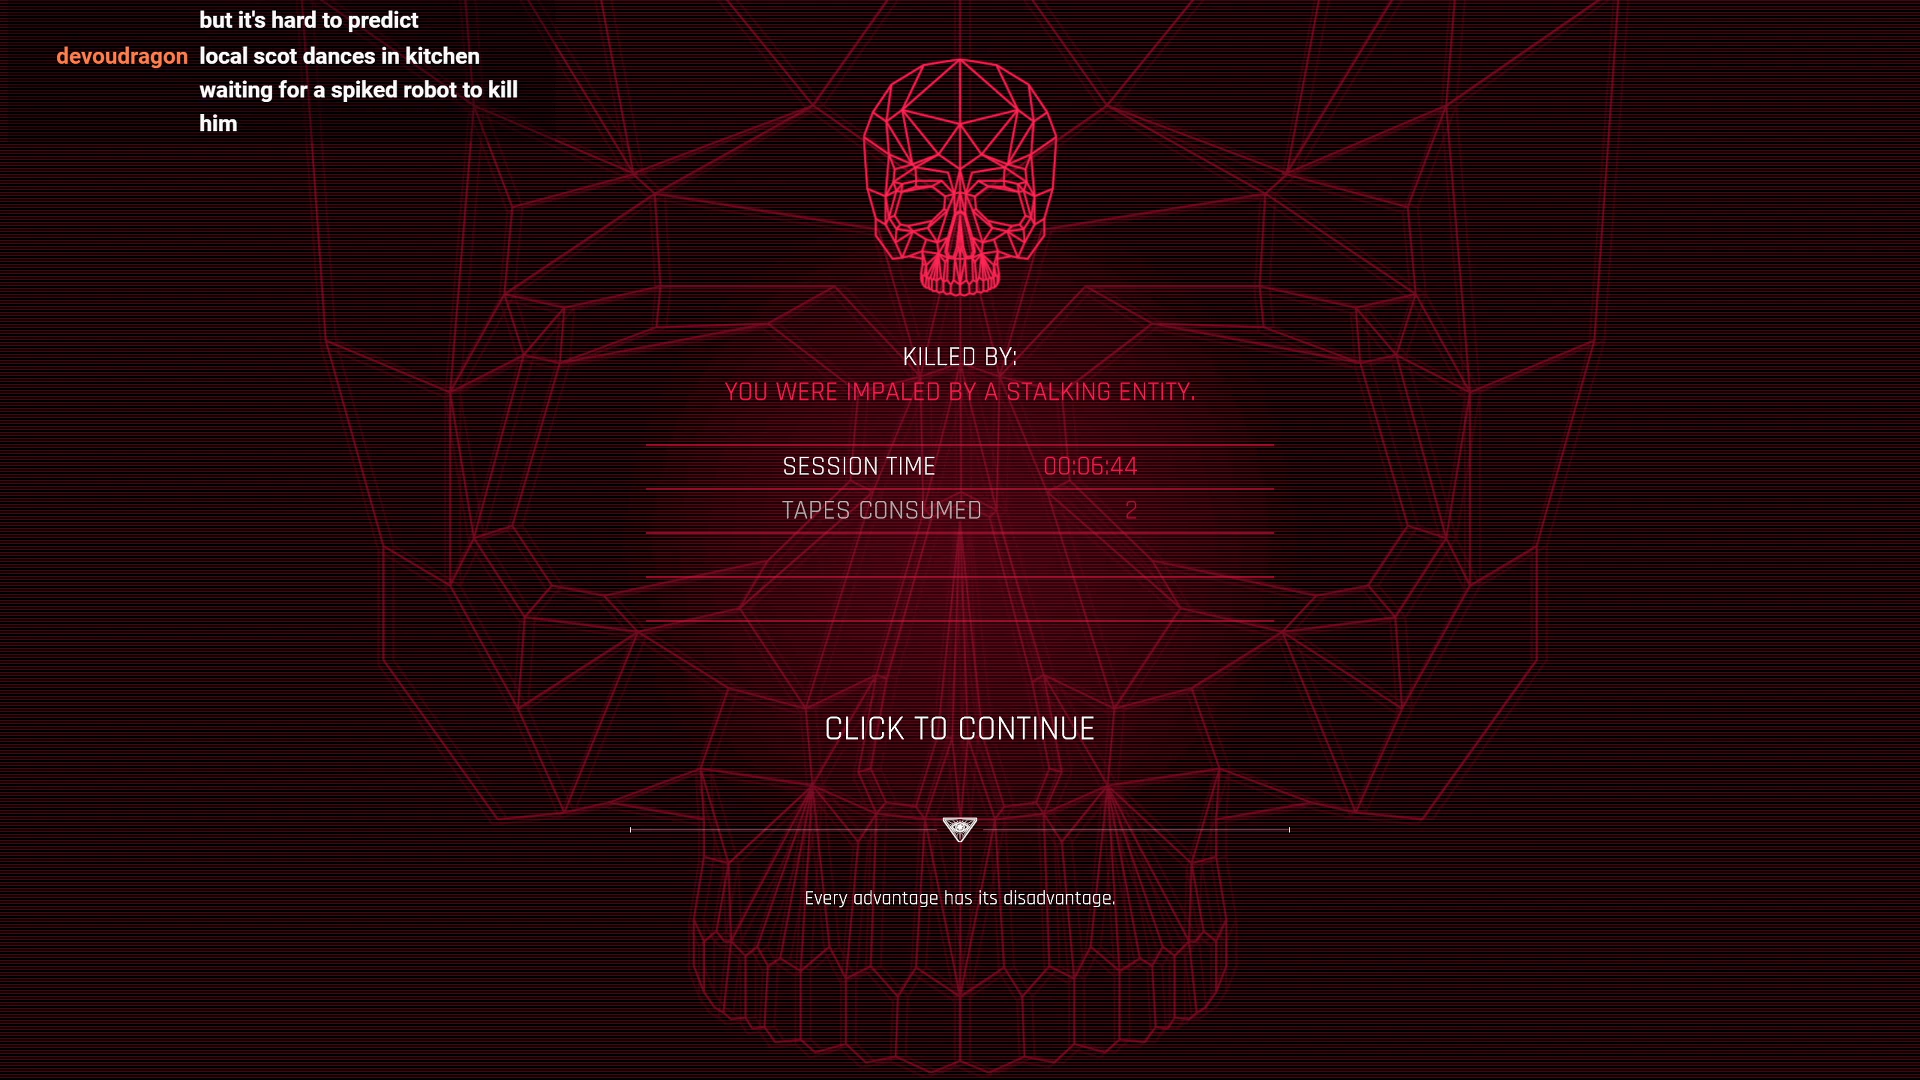 but it's hard to predict
devoudragon local scot dances in kitchen
waiting for a spiked robot to kill
him
KILLED BY:
YOU WERE IMPALED BY A STALKING ENTITY.
SESSION TIME 00:06:44
TAPES CONSUMED 2
CLICK TO CONTINUE
Every advantage has its disadvantage.